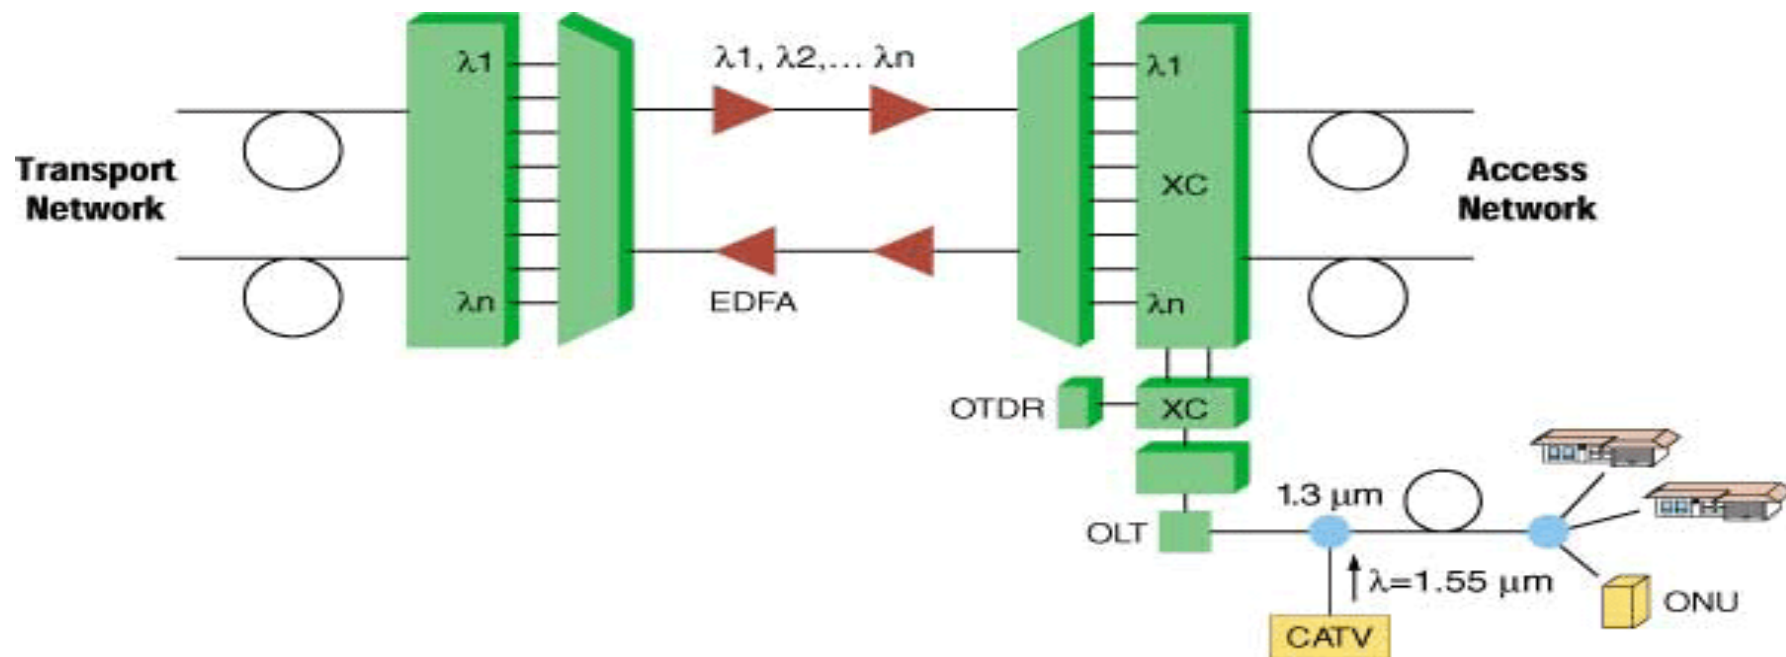 λ1
λ1, λ2,... λn
λ1
Transport
Network
XC
Access
Network
λn
EDFA
λn
OTDR
XC
1.3 μm
OLT
λ=1.55 μm
ONU
CATV